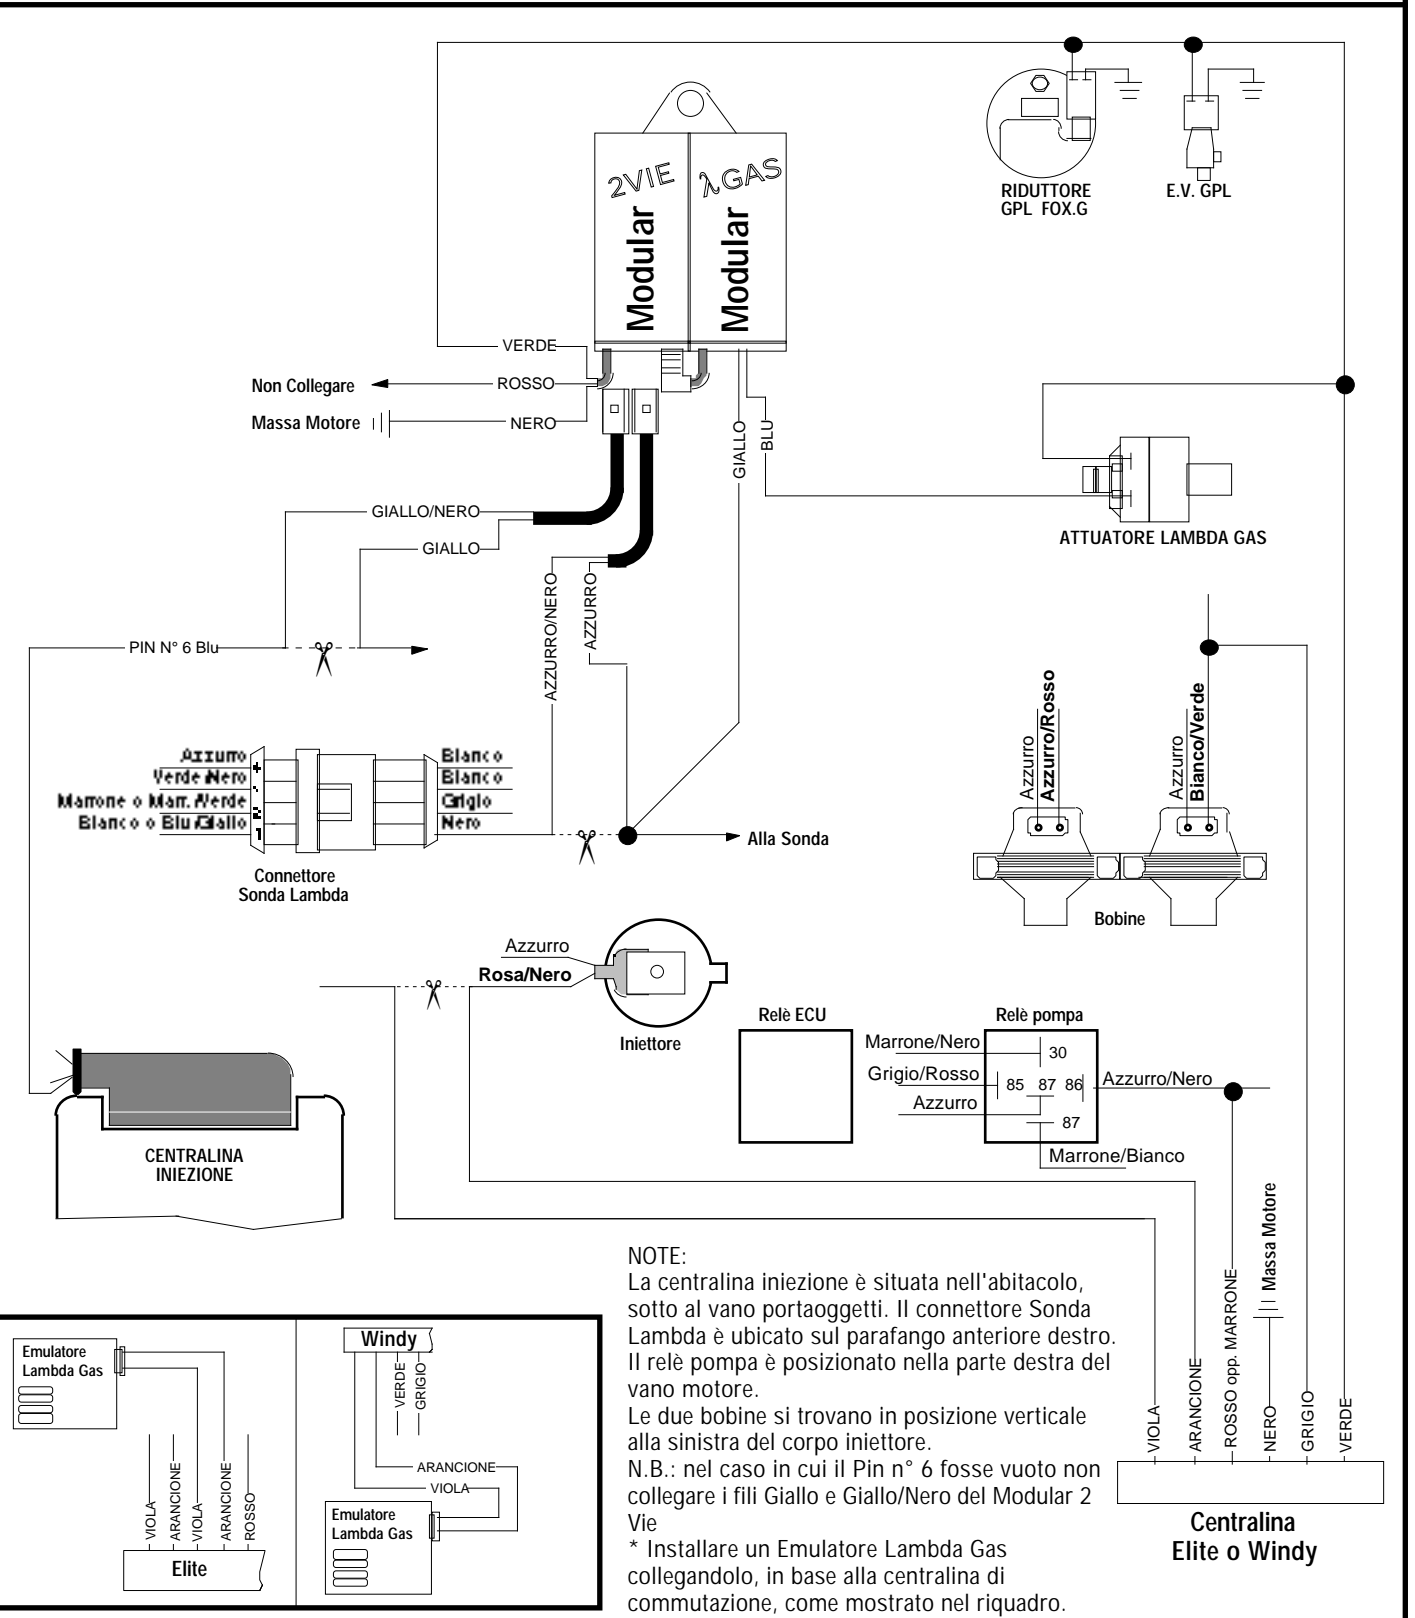 RIDUTTORE
GPL FOX.G
E.V. GPL
2VIE
Modular
λGAS
Modular
VERDE
Non Collegare
ROSSO
Massa Motore
NERO
GIALLO
BLU
GIALLO/NERO
GIALLO
ATTUATORE LAMBDA GAS
AZZURRO/NERO
AZZURRO
PIN N° 6 Blu
Azzurro
Verde/Nero
Marrone o Marr./Verde
Bianco o Blu/Giallo
Bianco
Bianco
Grigio
Nero
Alla Sonda
Connettore
Sonda Lambda
Azzurro
Azzurro/Rosso
Azzurro
Bianco/Verde
Bobine
Azzurro
Rosa/Nero
Iniettore
Relè ECU
Relè pompa
Marrone/Nero
30
Grigio/Rosso
85 87 86
Azzurro/Nero
Azzurro
87
Marrone/Bianco
CENTRALINA
INIEZIONE
Massa Motore
NOTE:
La centralina iniezione è situata nell'abitacolo,
sotto al vano portaoggetti. Il connettore Sonda
Lambda è ubicato sul parafango anteriore destro.
Il relè pompa è posizionato nella parte destra del
vano motore.
Le due bobine si trovano in posizione verticale
alla sinistra del corpo iniettore.
N.B.: nel caso in cui il Pin n° 6 fosse vuoto non
collegare i fili Giallo e Giallo/Nero del Modular 2
Vie
* Installare un Emulatore Lambda Gas
collegandolo, in base alla centralina di
commutazione, come mostrato nel riquadro.
VIOLA
ARANCIONE
ROSSO opp. MARRONE
NERO
GRIGIO
VERDE
Centralina
Elite o Windy
Emulatore
Lambda Gas
VIOLA
ARANCIONE
VIOLA
ARANCIONE
ROSSO
Elite
Windy
VERDE
GRIGIO
ARANCIONE
VIOLA
Emulatore
Lambda Gas